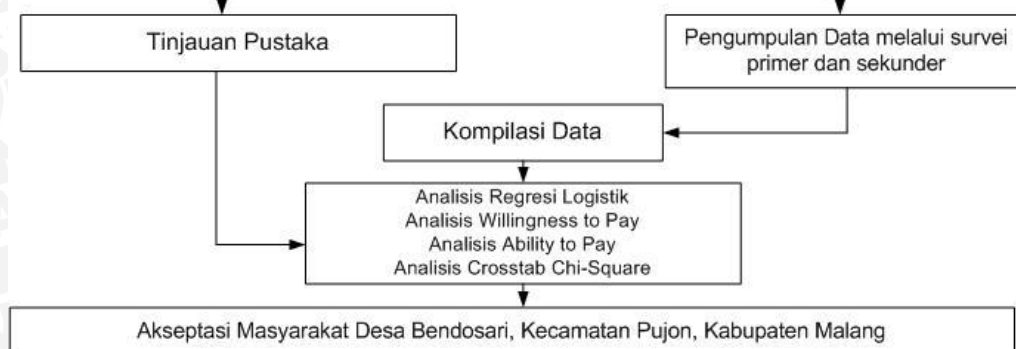 Tinjauan Pustaka
Pengumpulan Data melalui survei
primer dan sekunder
Kompilasi Data
Analisis Regresi Logistik
Analisis Willingness to Pay
Analisis Ability to Pay
Analisis Crosstab Chi-Square
Akseptasi Masyarakat Desa Bendosari, Kecamatan Pujon, Kabupaten Malang